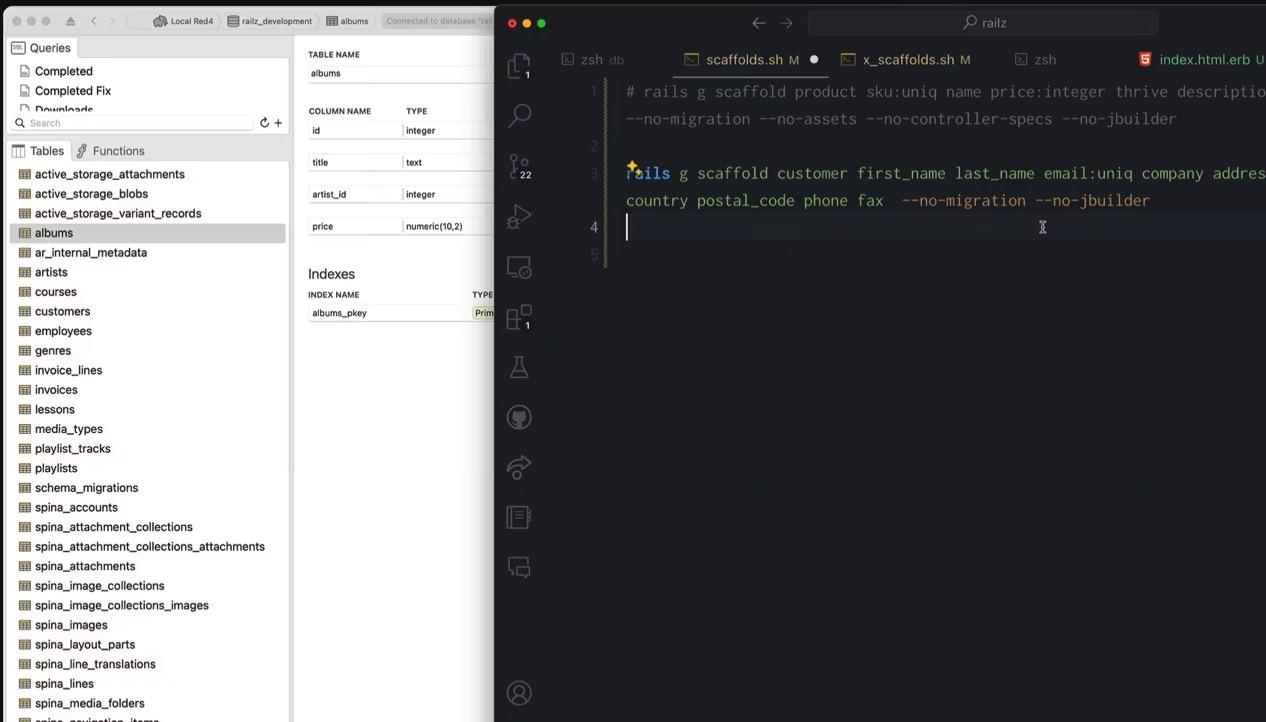 Local Red4 railz_development albums Connected to database "rail
Queries
Completed
Completed Fix
Downloads
Search
Tables Functions
active_storage_attachments
active_storage_blobs
active_storage_variant_records
albums
ar_internal_metadata
artists
courses
customers
employees
genres
invoice_lines
invoices
lessons
media_types
playlist_tracks
playlists
schema_migrations
spina_accounts
spina_attachment_collections
spina_attachment_collections_attachments
spina_attachments
spina_image_collections
spina_image_collections_images
spina_images
spina_layout_parts
spina_line_translations
spina_lines
spina_media_folders
spina_navigation_items
TABLE NAME
albums
COLUMN NAME TYPE
id integer
title text
artist_id integer
price numeric(10,2)
Indexes
INDEX NAME TYPE
albums_pkey Prim
railz
zsh db scaffolds.sh M x_scaffolds.sh M zsh index.html.erb U
1 # rails g scaffold product sku:uniq name price:integer thrive descriptio
--no-migration --no-assets --no-controller-specs --no-jbuilder
2
3 rails g scaffold customer first_name last_name email:uniq company addres
country postal_code phone fax --no-migration --no-jbuilder
4
5
1
22
1